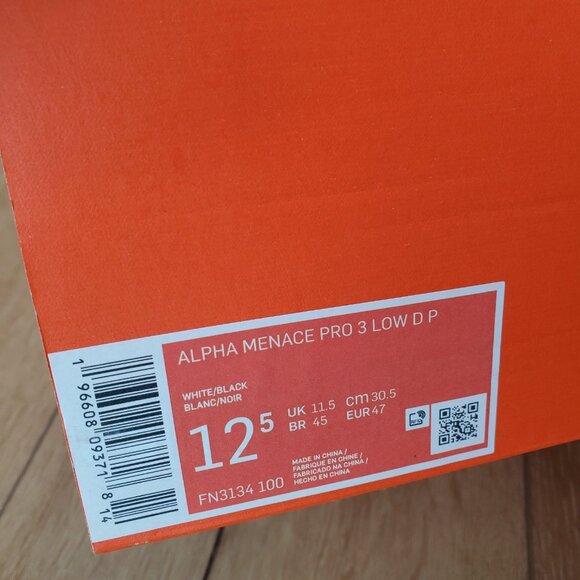 ALPHA MENACE PRO 3 LOW D P
WHITE/BLACK
BLANC/NOIR
12 5
UK 11.5
BR 45
CM 30.5
EUR 47
MADE IN CHINA /
FABRIQUE EN CHINE /
FABRICADO NA CHINA /
HECHO EN CHINA
FN3134 100
1 96608 09371 8 14